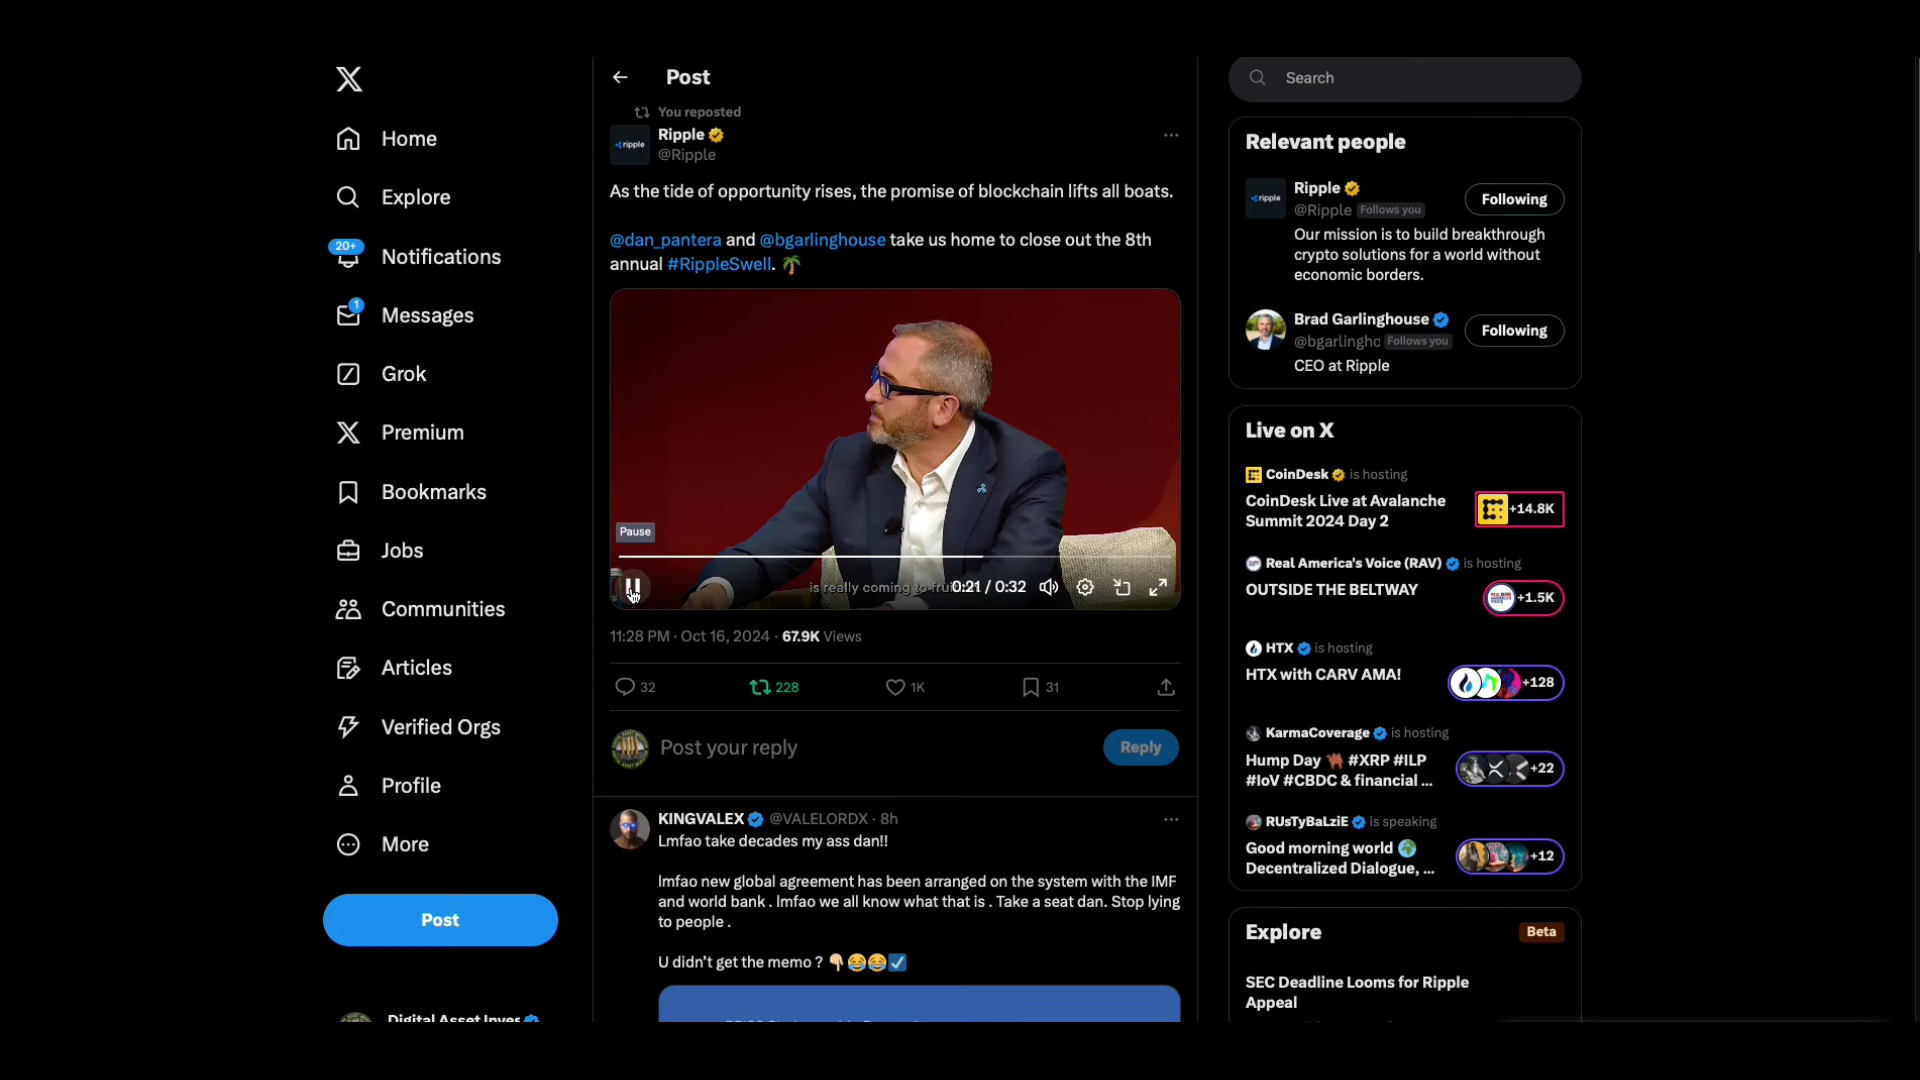 Home
Explore
20+
Notifications
1
Messages
Grok
Premium
Bookmarks
Jobs
Communities
Articles
Verified Orgs
Profile
More
Post
Digital Asset Inves
Post
You reposted
ripple
Ripple
@Ripple
As the tide of opportunity rises, the promise of blockchain lifts all boats.
@dan_pantera and @bgarlinghouse take us home to close out the 8th
annual #RippleSwell. 🌴
Pause
is really coming to
0:21 / 0:32
11:28 PM · Oct 16, 2024 · 67.9K Views
32
228
1K
31
Post your reply
Reply
KINGVALEX @VALELORDX · 8h
Lmfao take decades my ass dan!!
lmfao new global agreement has been arranged on the system with the IMF
and world bank . lmfao we all know what that is . Take a seat dan. Stop lying
to people .
U didn’t get the memo ? 👇🏼😂😂☑️
Search
Relevant people
ripple
Ripple
Following
@Ripple Follows you
Our mission is to build breakthrough
crypto solutions for a world without
economic borders.
Brad Garlinghouse
Following
@bgarlinghc Follows you
CEO at Ripple
Live on X
CoinDesk is hosting
CoinDesk Live at Avalanche
Summit 2024 Day 2
+14.8K
Real America's Voice (RAV) is hosting
OUTSIDE THE BELTWAY
+1.5K
HTX is hosting
HTX with CARV AMA!
+128
KarmaCoverage is hosting
Hump Day 🐫 #XRP #ILP
#IoV #CBDC & financial ...
+22
RUsTyBaLziE is speaking
Good morning world 🌍
Decentralized Dialogue, ...
+12
Explore
Beta
SEC Deadline Looms for Ripple
Appeal